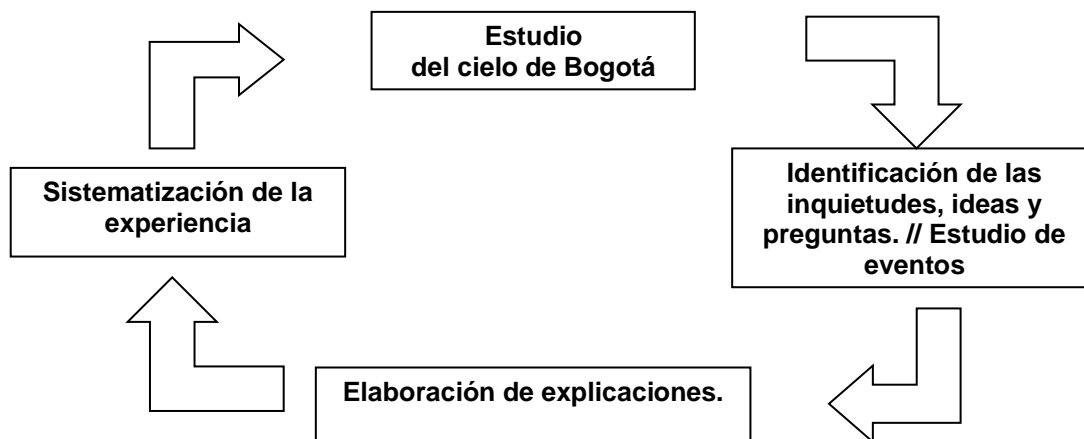 Estudio
del cielo de Bogotá
Sistematización de la
experiencia
Identificación de las
inquietudes, ideas y
preguntas. // Estudio de
eventos
Elaboración de explicaciones.